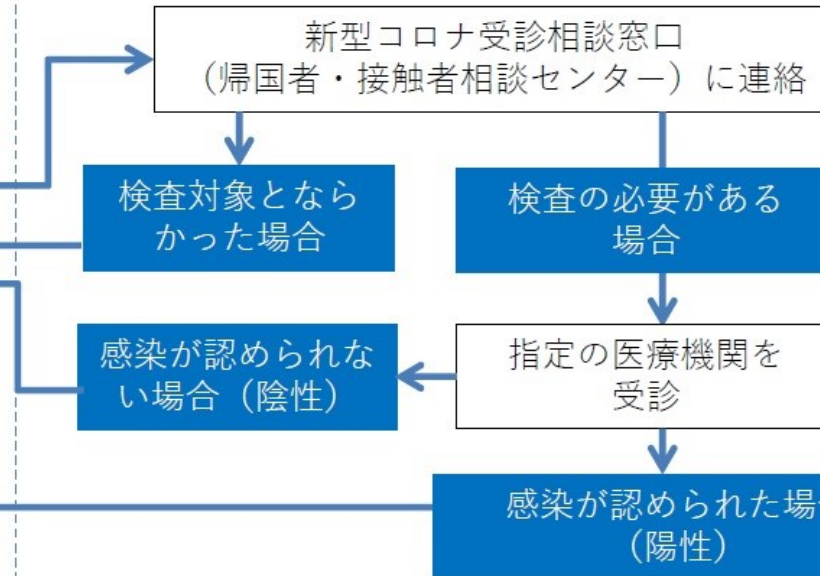 新型コロナ受診相談窓口
（帰国者・接触者相談センター）に連絡
検査対象となら
かった場合
検査の必要がある
場合
感染が認められな
い場合（陰性）
指定の医療機関を
受診
感染が認められた場
（陽性）